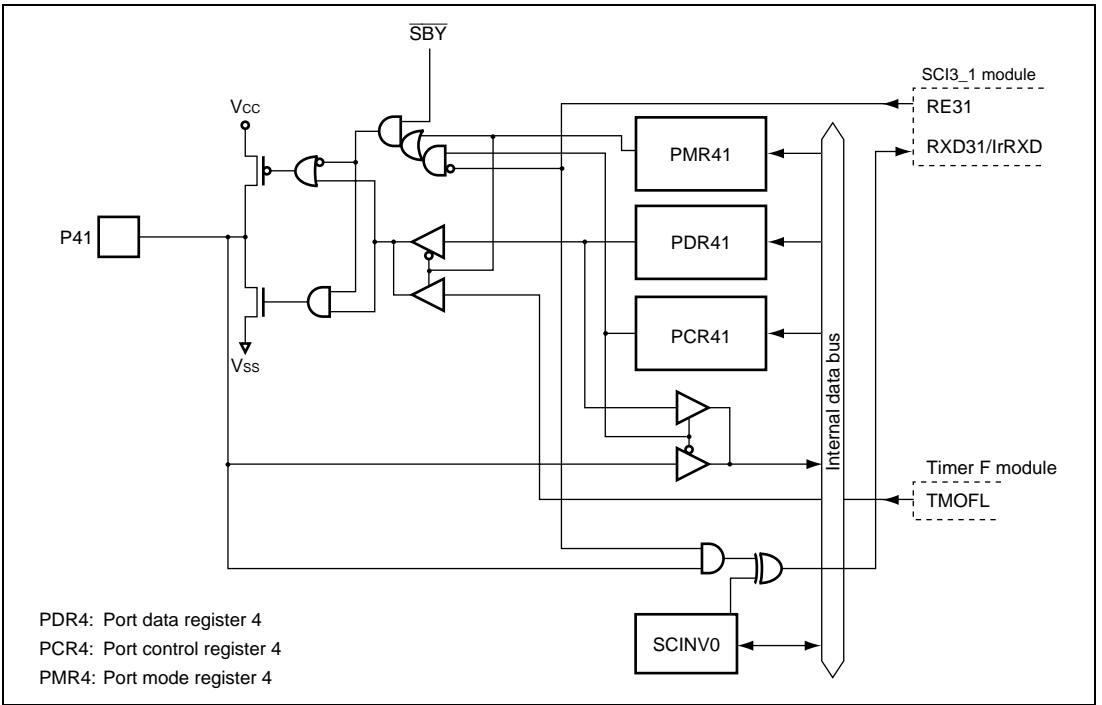 SBY
SCI3_1 module
VCC
RE31
PMR41
RXD31/IrRXD
PDR41
P41
PCR41
VSS
Internal data bus
Timer F module
TMOFL
SCINV0
PDR4: Port data register 4
PCR4: Port control register 4
PMR4: Port mode register 4